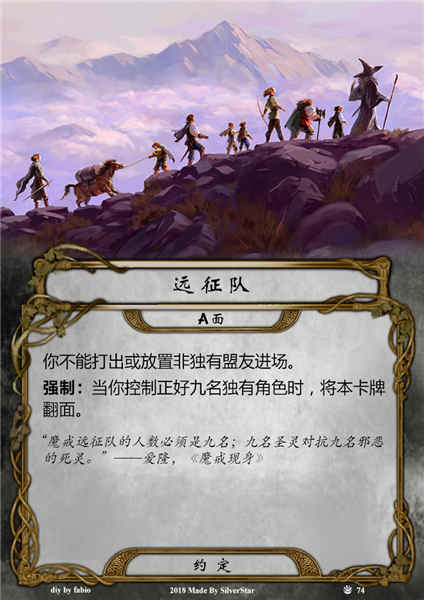 远征队
A面
你不能打出或放置非独有盟友进场。
强制：当你控制正好九名独有角色时，将本卡牌
翻面。
“魔戒远征队的人数必须是九名；九名圣灵对抗九名邪恶
的死灵。”——爱隆，《魔戒现身》
约定
diy by fabio 2018 Made By SilverStar 74